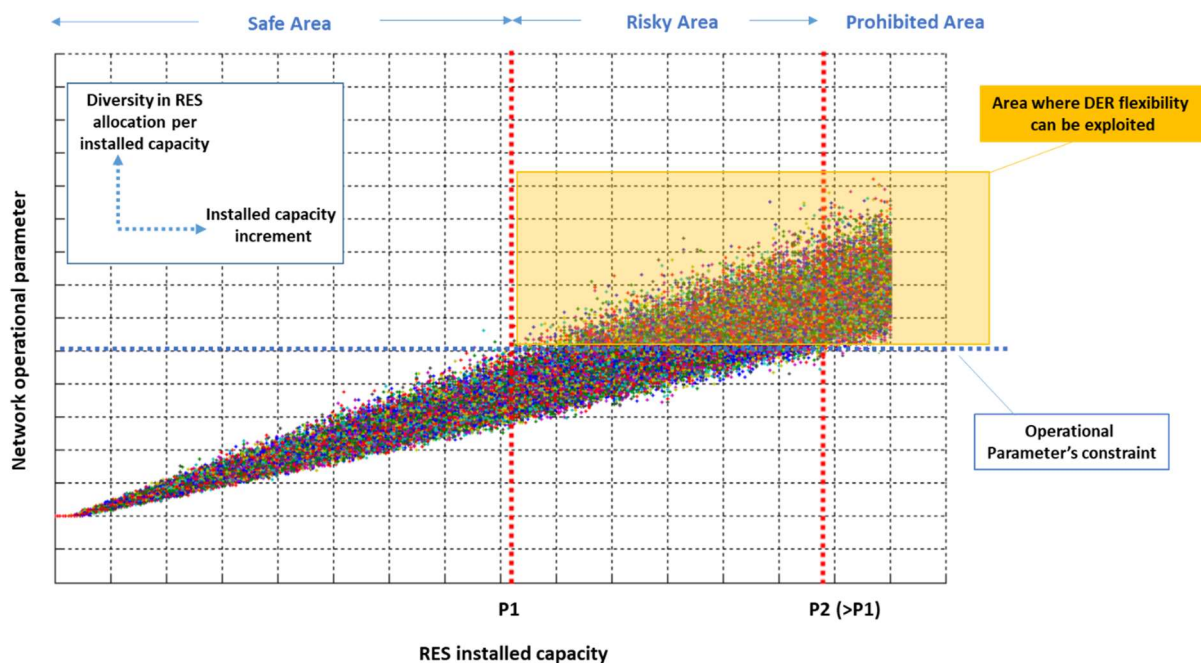 Safe Area
Risky Area
Prohibited Area
Diversity in RES
allocation per
installed capacity
Installed capacity
increment
Area where DER flexibility
can be exploited
Network operational parameter
Operational
Parameter's constraint
P1
P2 (>P1)
RES installed capacity